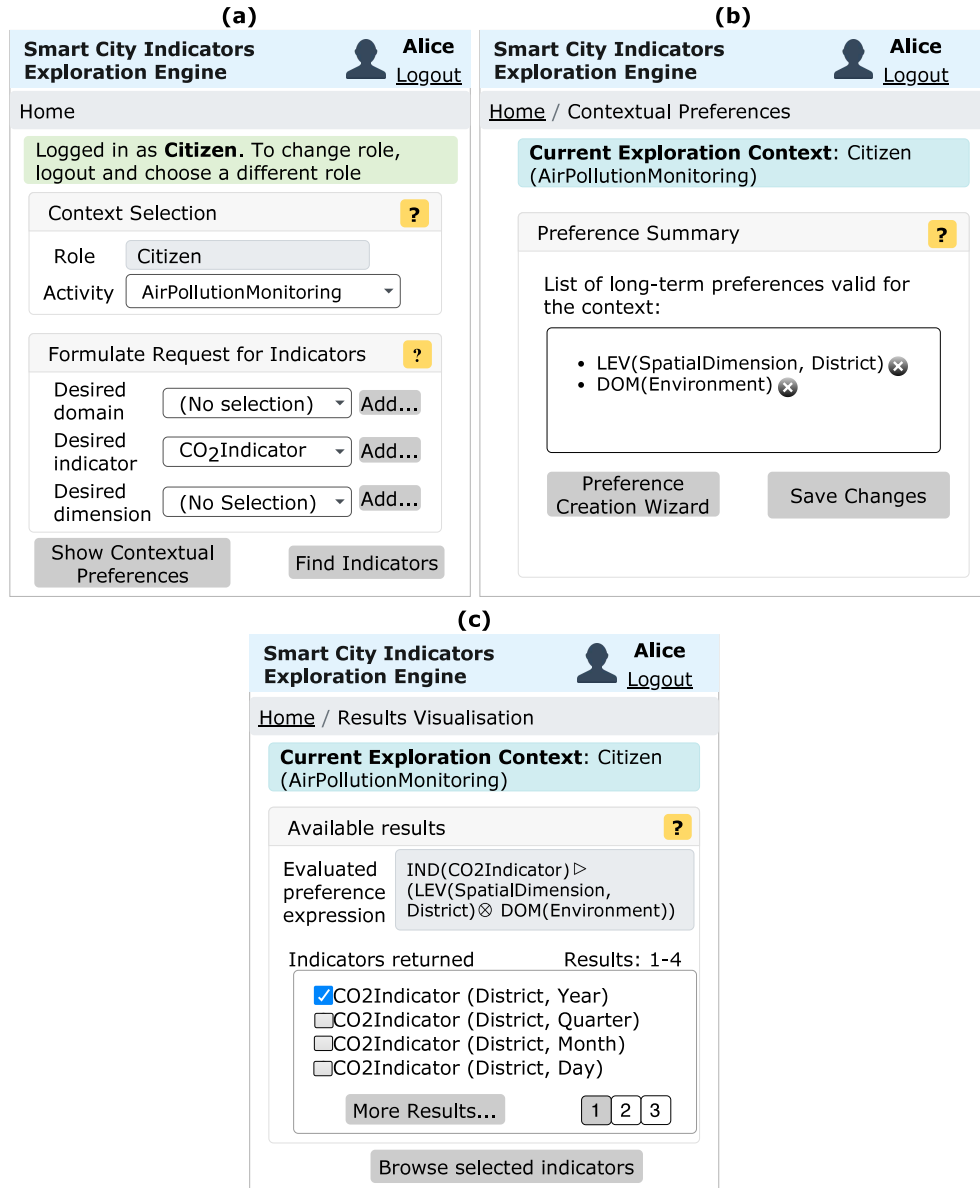 (a)
Smart City Indicators
Exploration Engine
Alice
Logout
Home
Logged in as Citizen. To change role,
logout and choose a different role
Context Selection
?
Role
Citizen
Activity
AirPollutionMonitoring
Formulate Request for Indicators
?
Desired
domain
(No selection)
Add...
Desired
indicator
CO₂Indicator
Add...
Desired
dimension
(No Selection)
Add...
Show Contextual
Preferences
Find Indicators
(b)
Smart City Indicators
Exploration Engine
Alice
Logout
Home / Contextual Preferences
Current Exploration Context: Citizen
(AirPollutionMonitoring)
Preference Summary
?
List of long-term preferences valid for
the context:
• LEV(SpatialDimension, District)
• DOM(Environment)
Preference
Creation Wizard
Save Changes
(c)
Smart City Indicators
Exploration Engine
Alice
Logout
Home / Results Visualisation
Current Exploration Context: Citizen
(AirPollutionMonitoring)
Available results
?
Evaluated
preference
expression
IND(CO2Indicator) ▷
(LEV(SpatialDimension,
District) ⊗ DOM(Environment))
Indicators returned
Results: 1-4
CO2Indicator (District, Year)
CO2Indicator (District, Quarter)
CO2Indicator (District, Month)
CO2Indicator (District, Day)
More Results...
1 2 3
Browse selected indicators